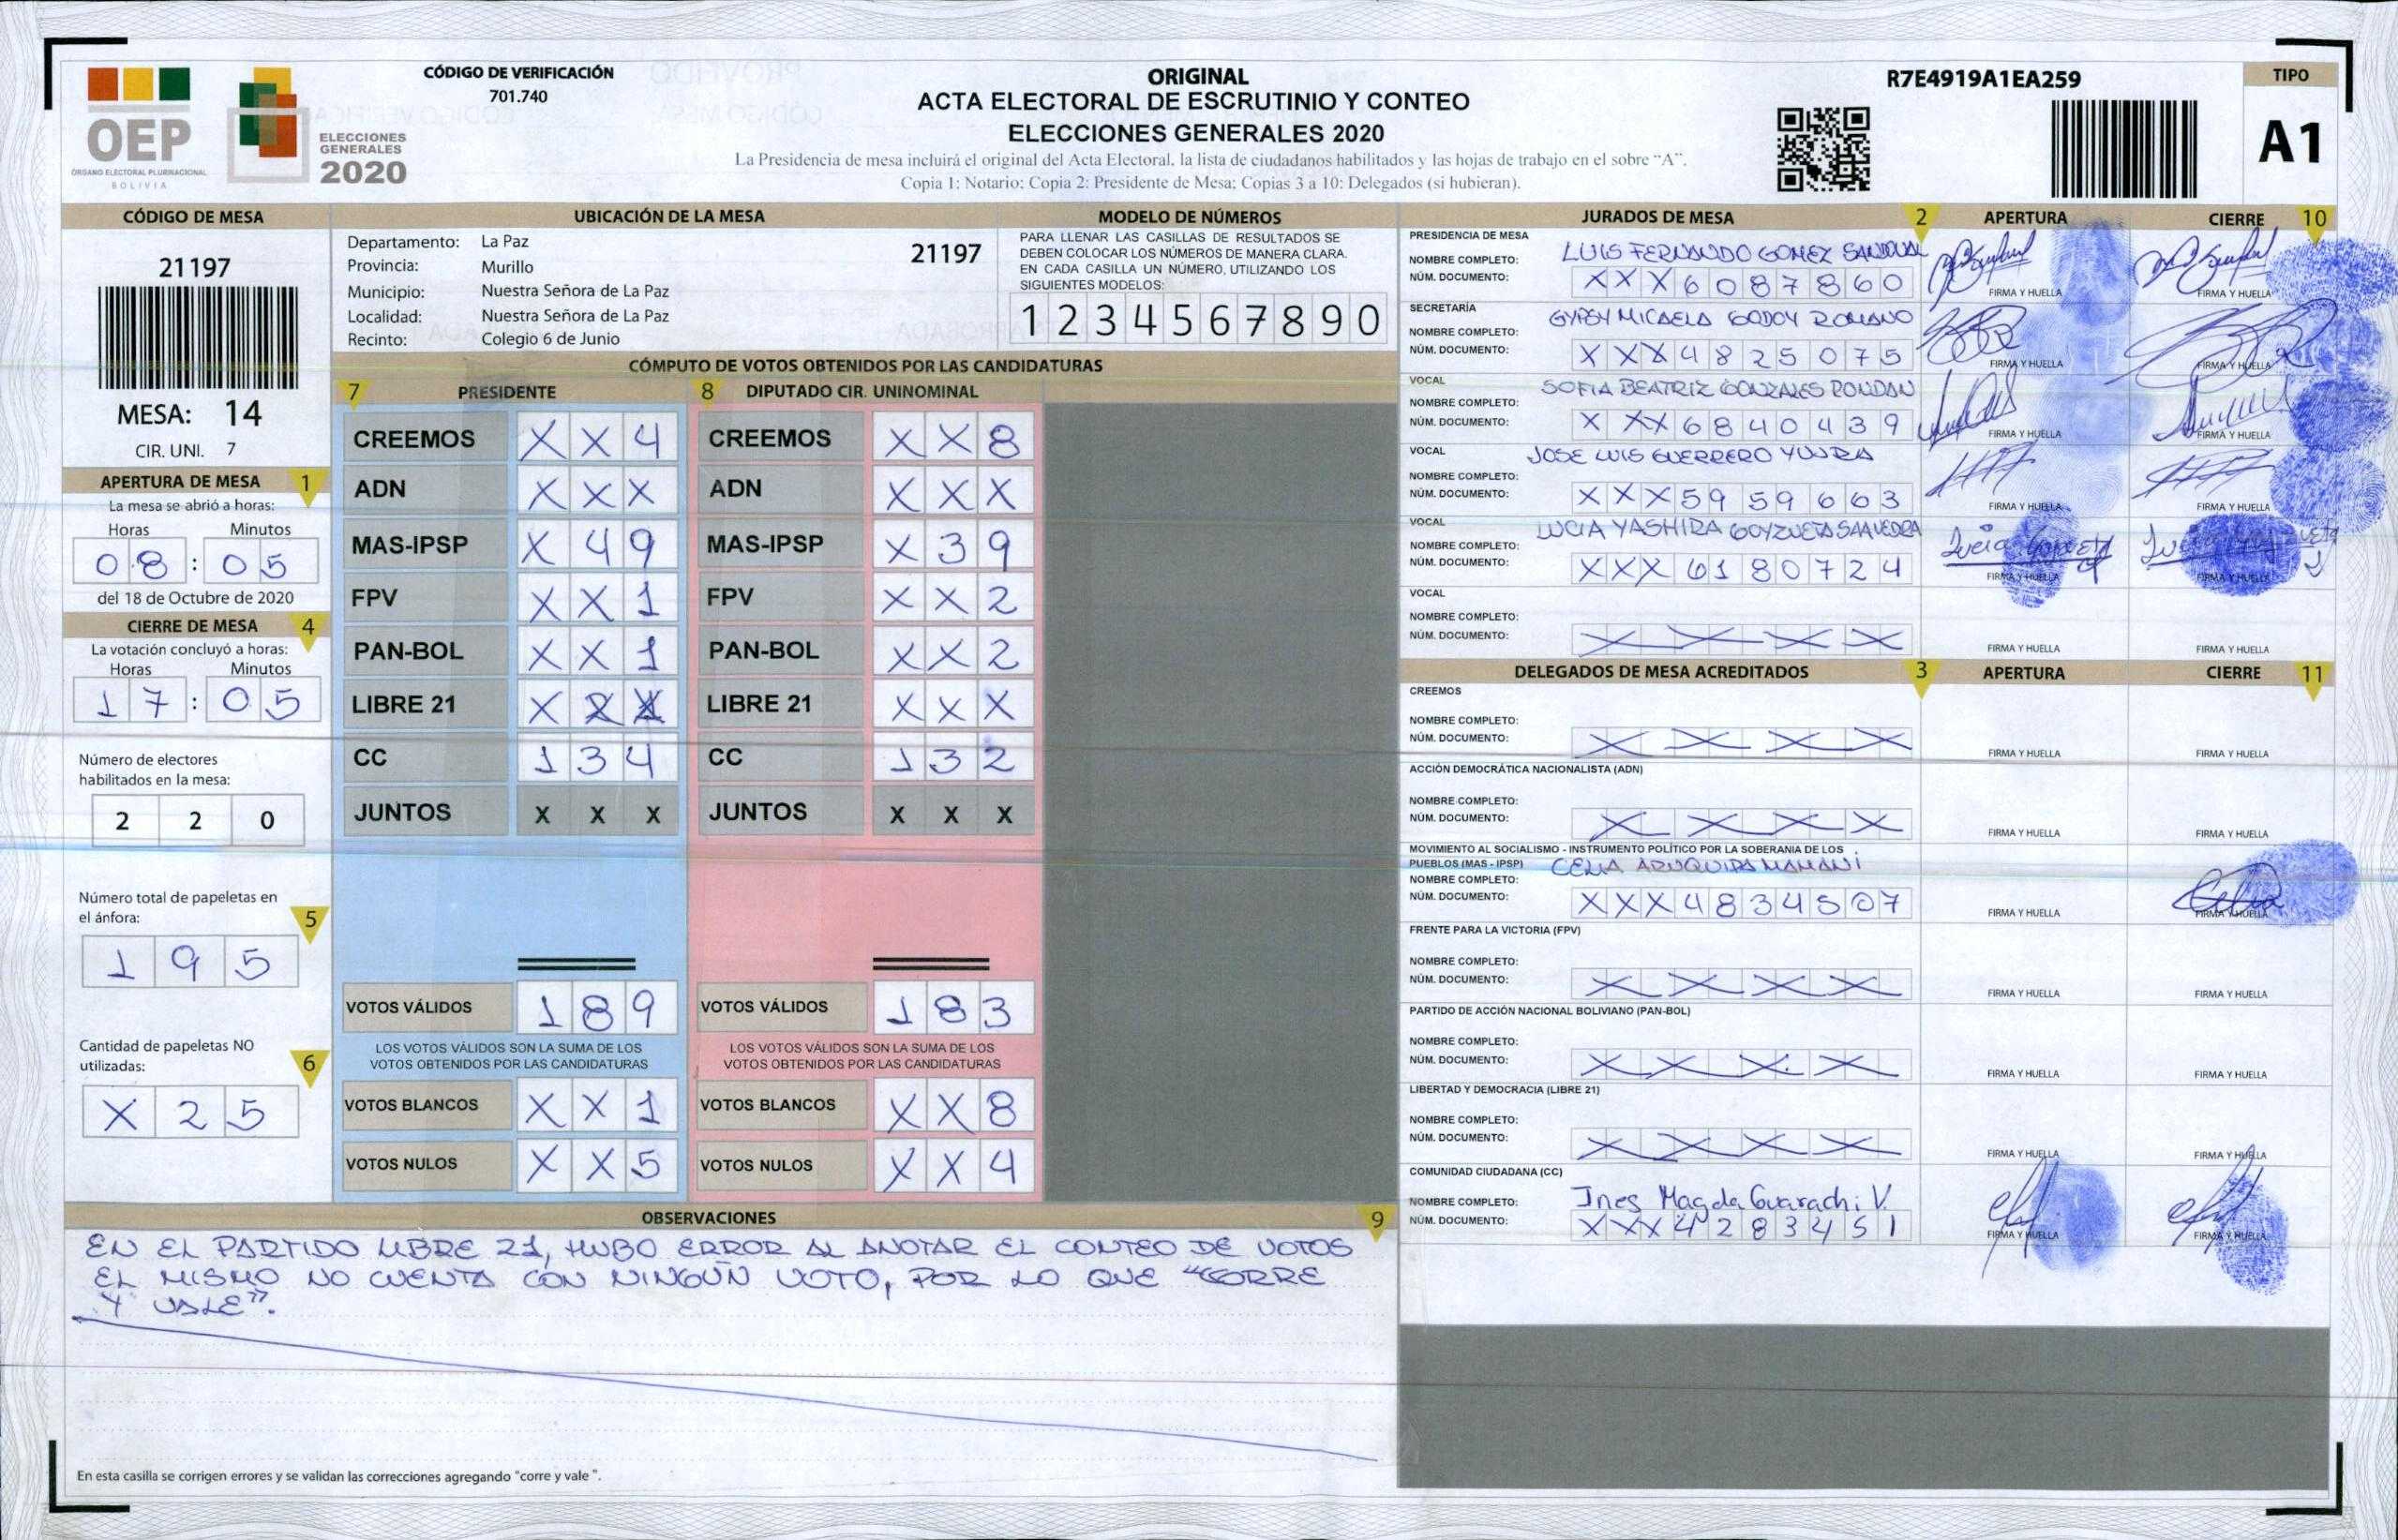 CÓDIGO DE VERIFICACIÓN
701.740
OEP
ÓRGANO ELECTORAL PLURINACIONAL
BOLIVIA
ELECCIONES
GENERALES
2020
ORIGINAL
ACTA ELECTORAL DE ESCRUTINIO Y CONTEO
ELECCIONES GENERALES 2020
La Presidencia de mesa incluirá el original del Acta Electoral, la lista de ciudadanos habilitados y las hojas de trabajo en el sobre "A".
Copia 1: Notario; Copia 2: Presidente de Mesa; Copias 3 a 10: Delegados (si hubieran).
R7E4919A1EA259
TIPO
A1
CÓDIGO DE MESA
21197
MESA: 14
CIR. UNI. 7
APERTURA DE MESA 1
La mesa se abrió a horas:
Horas Minutos
08 : 05
del 18 de Octubre de 2020
CIERRE DE MESA 4
La votación concluyó a horas:
Horas Minutos
17 : 05
Número de electores
habilitados en la mesa:
2 2 0
Número total de papeletas en
el ánfora: 5
1 9 5
Cantidad de papeletas NO
utilizadas: 6
X 2 5
UBICACIÓN DE LA MESA
Departamento: La Paz 21197
Provincia: Murillo
Municipio: Nuestra Señora de La Paz
Localidad: Nuestra Señora de La Paz
Recinto: Colegio 6 de Junio
MODELO DE NÚMEROS
PARA LLENAR LAS CASILLAS DE RESULTADOS SE
DEBEN COLOCAR LOS NÚMEROS DE MANERA CLARA.
EN CADA CASILLA UN NÚMERO, UTILIZANDO LOS
SIGUIENTES MODELOS:
1 2 3 4 5 6 7 8 9 0
CÓMPUTO DE VOTOS OBTENIDOS POR LAS CANDIDATURAS
7 PRESIDENTE
CREEMOS X X 4
ADN X X X
MAS-IPSP X 4 9
FPV X X 1
PAN-BOL X X 1
LIBRE 21 X
CC 1 3 4
JUNTOS X X X
VOTOS VÁLIDOS 1 8 9
LOS VOTOS VÁLIDOS SON LA SUMA DE LOS
VOTOS OBTENIDOS POR LAS CANDIDATURAS
VOTOS BLANCOS X X 1
VOTOS NULOS X X 5
8 DIPUTADO CIR. UNINOMINAL
CREEMOS X X 8
ADN X X X
MAS-IPSP X 3 9
FPV X X 2
PAN-BOL X X 2
LIBRE 21 X X X
CC 1 3 2
JUNTOS X X X
VOTOS VÁLIDOS 1 8 3
LOS VOTOS VÁLIDOS SON LA SUMA DE LOS
VOTOS OBTENIDOS POR LAS CANDIDATURAS
VOTOS BLANCOS X X 8
VOTOS NULOS X X 4
OBSERVACIONES 9
EN EL PARTIDO LIBRE 21, HUBO ERROR AL ANOTAR EL CONTEO DE VOTOS
EL MISMO NO CUENTA CON NINGÚN VOTO, POR LO QUE "CORRE
Y VALE".
En esta casilla se corrigen errores y se validan las correcciones agregando "corre y vale ".
JURADOS DE MESA 2 APERTURA CIERRE 10
PRESIDENCIA DE MESA
NOMBRE COMPLETO: LUIS FERNANDO GOMEZ SANDOVAL
NÚM. DOCUMENTO: X X X 6 0 8 7 8 6 0
FIRMA Y HUELLA FIRMA Y HUELLA
SECRETARÍA
NOMBRE COMPLETO: GYPSY MICAELA GODOY ROMANO
NÚM. DOCUMENTO: X X X 4 8 2 5 0 7 5
FIRMA Y HUELLA FIRMA Y HUELLA
VOCAL
NOMBRE COMPLETO: SOFIA BEATRIZ GONZALES RONDAN
NÚM. DOCUMENTO: X X X 6 8 4 0 4 3 9
FIRMA Y HUELLA FIRMA Y HUELLA
VOCAL
NOMBRE COMPLETO: JOSE LUIS GUERRERO YUJRA
NÚM. DOCUMENTO: X X X 5 9 5 9 6 6 3
FIRMA Y HUELLA FIRMA Y HUELLA
VOCAL
NOMBRE COMPLETO: LUCIA YASHIRA GOYZUETA SAAVEDRA
NÚM. DOCUMENTO: X X X 6 1 8 0 7 2 4
FIRMA Y HUELLA FIRMA Y HUELLA
VOCAL
NOMBRE COMPLETO:
NÚM. DOCUMENTO: X X X X
FIRMA Y HUELLA FIRMA Y HUELLA
DELEGADOS DE MESA ACREDITADOS 3 APERTURA CIERRE 11
CREEMOS
NOMBRE COMPLETO:
NÚM. DOCUMENTO: X X X X
FIRMA Y HUELLA FIRMA Y HUELLA
ACCIÓN DEMOCRÁTICA NACIONALISTA (ADN)
NOMBRE COMPLETO:
NÚM. DOCUMENTO: X X X X
FIRMA Y HUELLA FIRMA Y HUELLA
MOVIMIENTO AL SOCIALISMO - INSTRUMENTO POLÍTICO POR LA SOBERANIA DE LOS
PUEBLOS (MAS - IPSP)
NOMBRE COMPLETO: CELIA ARUQUIPA MAMANI
NÚM. DOCUMENTO: X X X 4 8 3 4 5 0 7
FIRMA Y HUELLA FIRMA Y HUELLA
FRENTE PARA LA VICTORIA (FPV)
NOMBRE COMPLETO:
NÚM. DOCUMENTO: X X X X
FIRMA Y HUELLA FIRMA Y HUELLA
PARTIDO DE ACCIÓN NACIONAL BOLIVIANO (PAN-BOL)
NOMBRE COMPLETO:
NÚM. DOCUMENTO: X X X X
FIRMA Y HUELLA FIRMA Y HUELLA
LIBERTAD Y DEMOCRACIA (LIBRE 21)
NOMBRE COMPLETO:
NÚM. DOCUMENTO: X X X X
FIRMA Y HUELLA FIRMA Y HUELLA
COMUNIDAD CIUDADANA (CC)
NOMBRE COMPLETO: Ines Magda Guarachi V.
NÚM. DOCUMENTO: X X X 4 2 8 3 4 5 1
FIRMA Y HUELLA FIRMA Y HUELLA